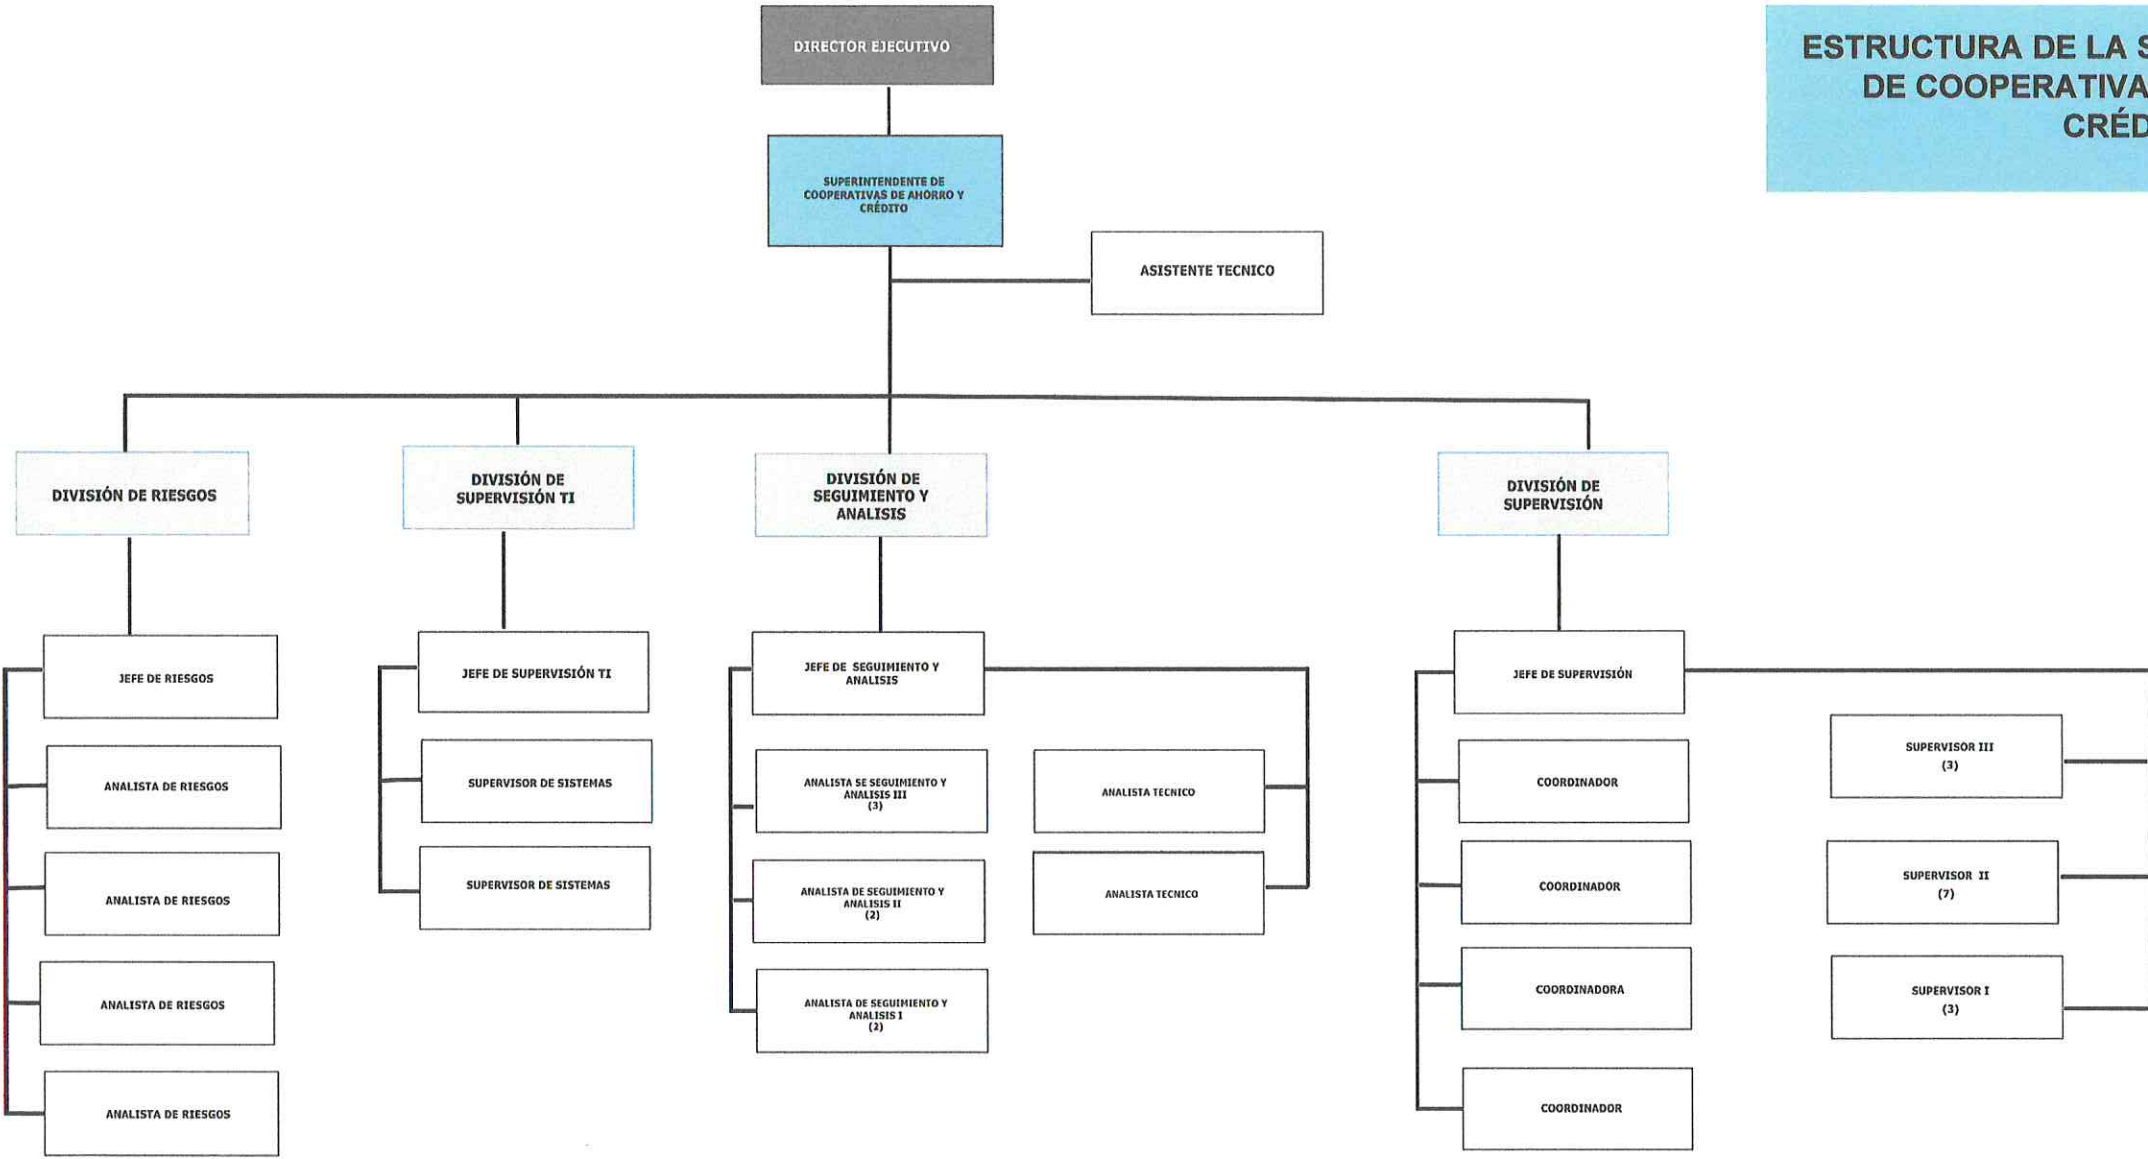 DIRECTOR EJECUTIVO
ESTRUCTURA DE LA S
DE COOPERATIVA
CRÉD
SUPERINTENDENTE DE
COOPERATIVAS DE AHORRO Y
CRÉDITO
ASISTENTE TECNICO
DIVISIÓN DE RIESGOS
DIVISIÓN DE
SUPERVISIÓN TI
DIVISIÓN DE
SEGUIMIENTO Y
ANALISIS
DIVISIÓN DE
SUPERVISIÓN
JEFE DE RIESGOS
ANALISTA DE RIESGOS
ANALISTA DE RIESGOS
ANALISTA DE RIESGOS
ANALISTA DE RIESGOS
JEFE DE SUPERVISIÓN TI
SUPERVISOR DE SISTEMAS
SUPERVISOR DE SISTEMAS
JEFE DE SEGUIMIENTO Y
ANALISIS
ANALISTA SE SEGUIMIENTO Y
ANALISIS III
(3)
ANALISTA DE SEGUIMIENTO Y
ANALISIS II
(2)
ANALISTA DE SEGUIMIENTO Y
ANALISIS I
(2)
ANALISTA TECNICO
ANALISTA TECNICO
JEFE DE SUPERVISIÓN
COORDINADOR
COORDINADOR
COORDINADORA
COORDINADOR
SUPERVISOR III
(3)
SUPERVISOR II
(7)
SUPERVISOR I
(3)